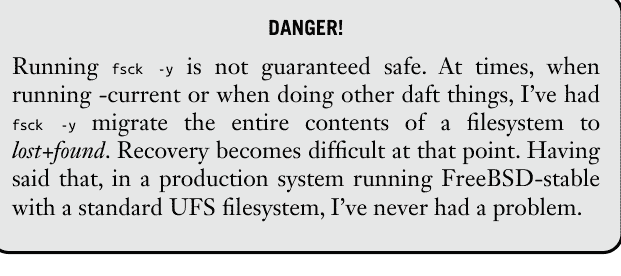 DANGER!
Running fsck -y is not guaranteed safe. At times, when
running -current or when doing other daft things, I've had
fsck -y migrate the entire contents of a filesystem to
lost+found. Recovery becomes difficult at that point. Having
said that, in a production system running FreeBSD-stable
with a standard UFS filesystem, I've never had a problem.